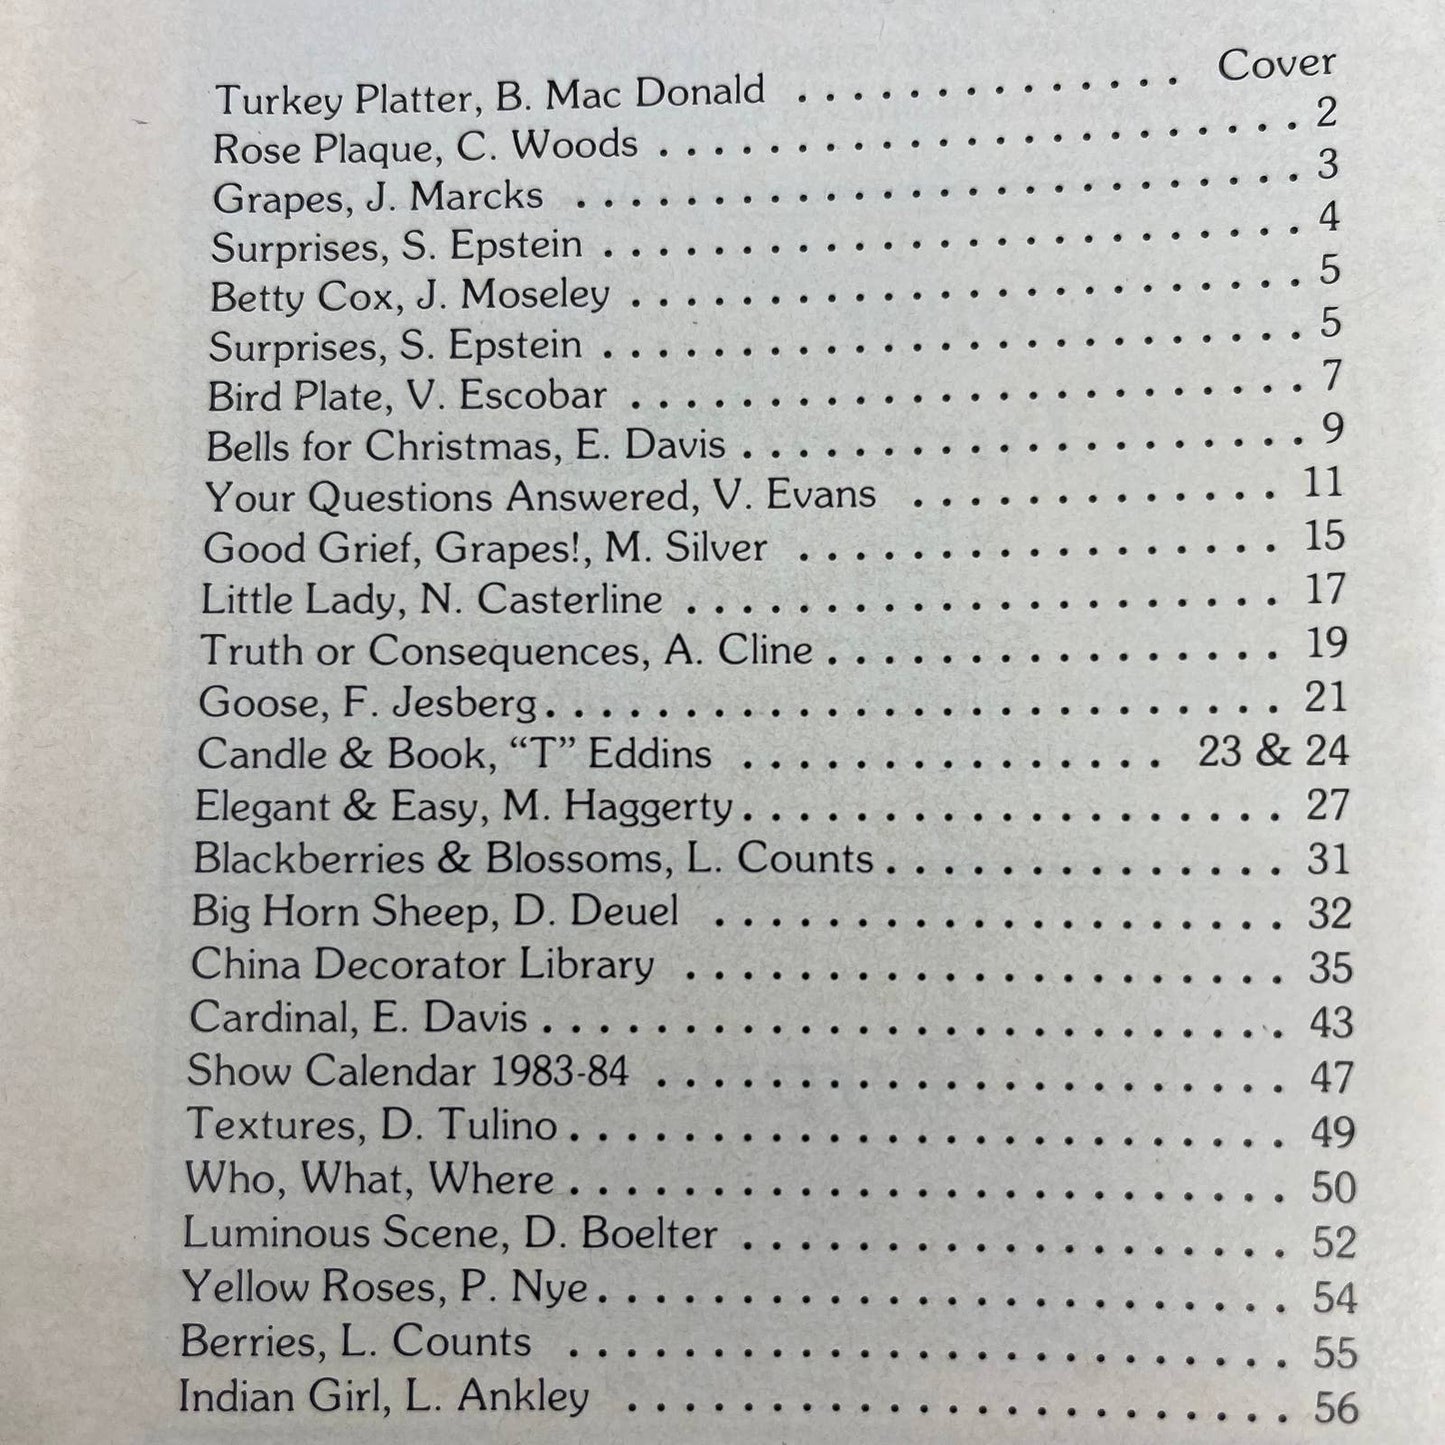 Turkey Platter, B. Mac Donald . . . . . . . . . . . . . . Cover
Rose Plaque, C. Woods . . . . . . . . . . . . . . . . . . . . . . . 2
Grapes, J. Marcks . . . . . . . . . . . . . . . . . . . . . . . . . . 3
Surprises, S. Epstein . . . . . . . . . . . . . . . . . . . . . . . . . 4
Betty Cox, J. Moseley . . . . . . . . . . . . . . . . . . . . . . . . 5
Surprises, S. Epstein . . . . . . . . . . . . . . . . . . . . . . . . . 5
Bird Plate, V. Escobar . . . . . . . . . . . . . . . . . . . . . . . . 7
Bells for Christmas, E. Davis . . . . . . . . . . . . . . . . . . . . 9
Your Questions Answered, V. Evans . . . . . . . . . . . . . 11
Good Grief, Grapes!, M. Silver . . . . . . . . . . . . . . . . . 15
Little Lady, N. Casterline . . . . . . . . . . . . . . . . . . . . . 17
Truth or Consequences, A. Cline . . . . . . . . . . . . . . . . 19
Goose, F. Jesberg . . . . . . . . . . . . . . . . . . . . . . . . . . 21
Candle & Book, “T” Eddins . . . . . . . . . . . . . . . 23 & 24
Elegant & Easy, M. Haggerty . . . . . . . . . . . . . . . . . . . 27
Blackberries & Blossoms, L. Counts . . . . . . . . . . . . . . 31
Big Horn Sheep, D. Deuel . . . . . . . . . . . . . . . . . . . . 32
China Decorator Library . . . . . . . . . . . . . . . . . . . . . 35
Cardinal, E. Davis . . . . . . . . . . . . . . . . . . . . . . . . . . 43
Show Calendar 1983-84 . . . . . . . . . . . . . . . . . . . . . . 47
Textures, D. Tulino . . . . . . . . . . . . . . . . . . . . . . . . . 49
Who, What, Where . . . . . . . . . . . . . . . . . . . . . . . . . 50
Luminous Scene, D. Boelter . . . . . . . . . . . . . . . . . . . 52
Yellow Roses, P. Nye . . . . . . . . . . . . . . . . . . . . . . . . 54
Berries, L. Counts . . . . . . . . . . . . . . . . . . . . . . . . . 55
Indian Girl, L. Ankley . . . . . . . . . . . . . . . . . . . . . . . 56